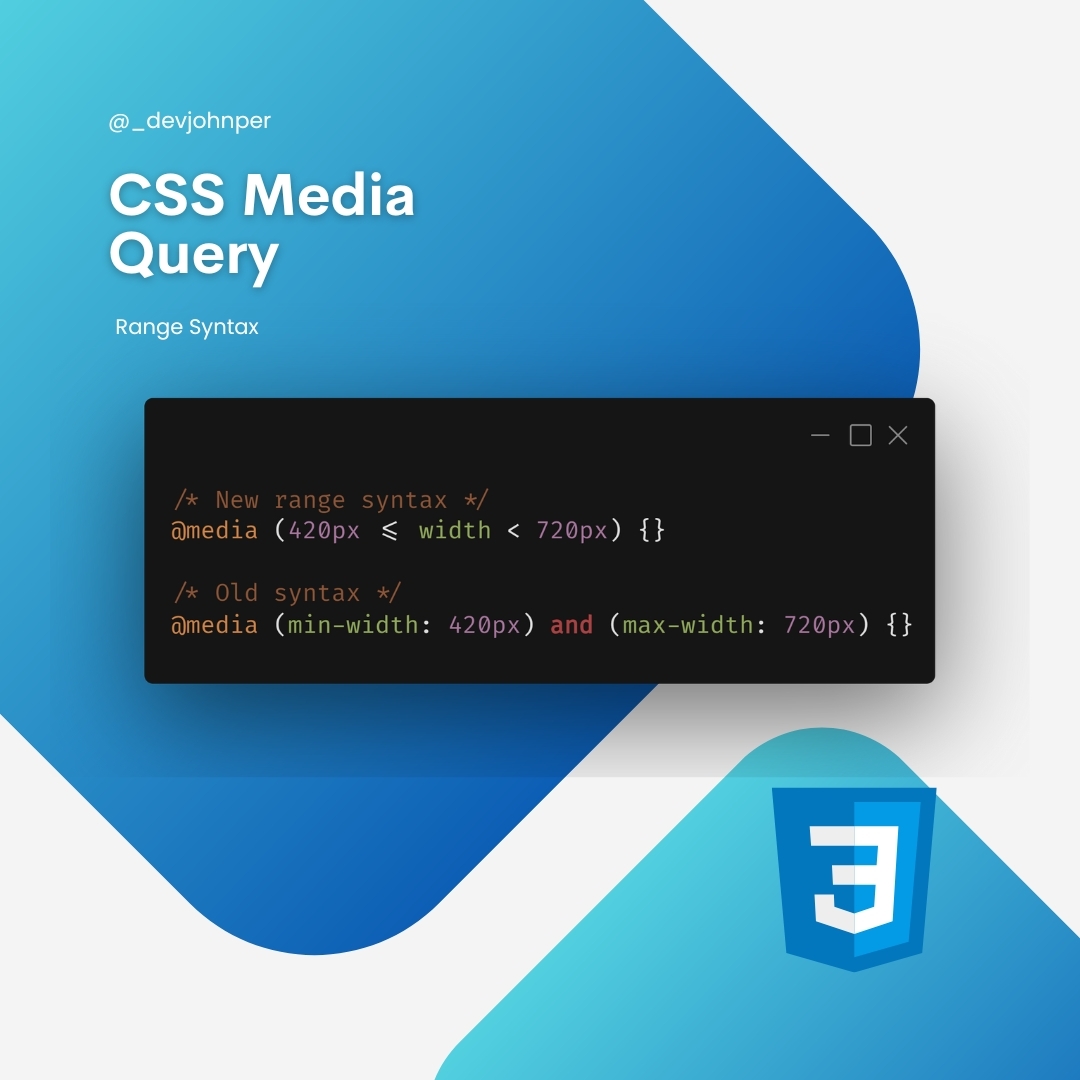 @_devjohnper
CSS Media
Query
Range Syntax
/* New range syntax */
@media (420px <= width < 720px) {}
/* Old syntax */
@media (min-width: 420px) and (max-width: 720px) {}
3